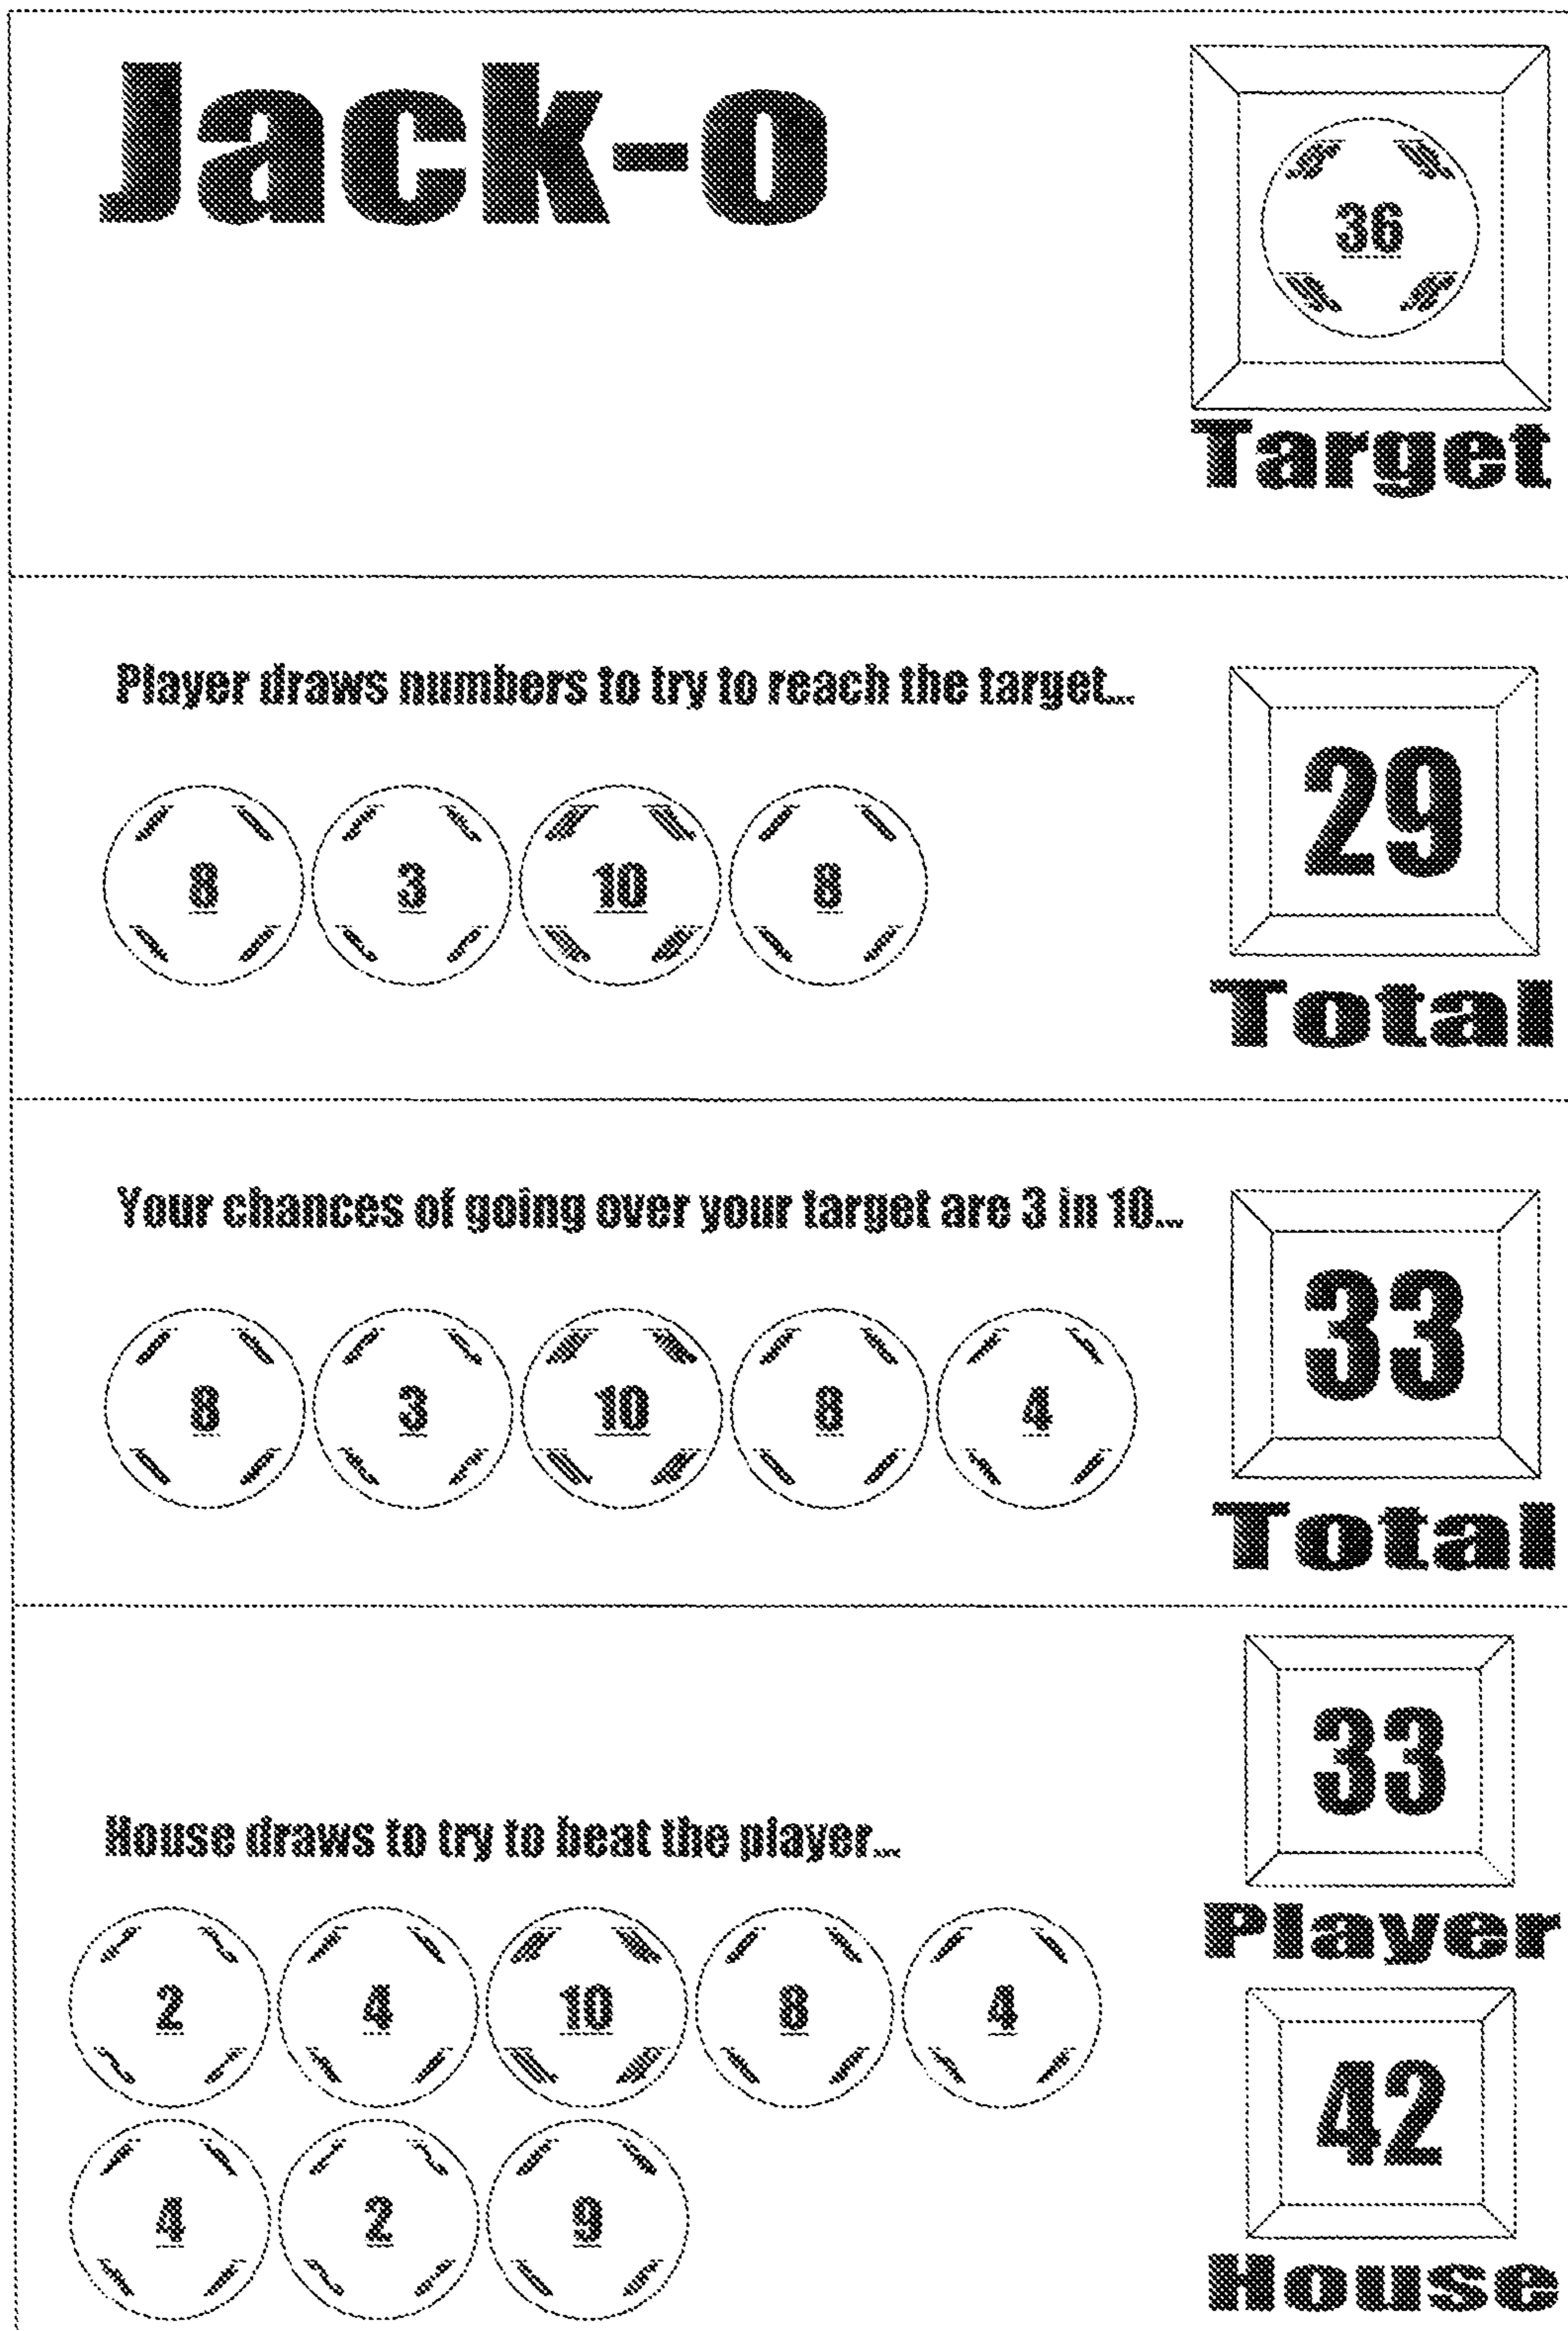 Jack-o
36
Target
Player draws numbers to try to reach the target...
8 3 10 8
29
Total
Your chances of going over your target are 3 in 10...
8 3 10 8 4
33
Total
33
Player
House draws to try to beat the player...
2 4 10 8 4
4 2 9
42
House